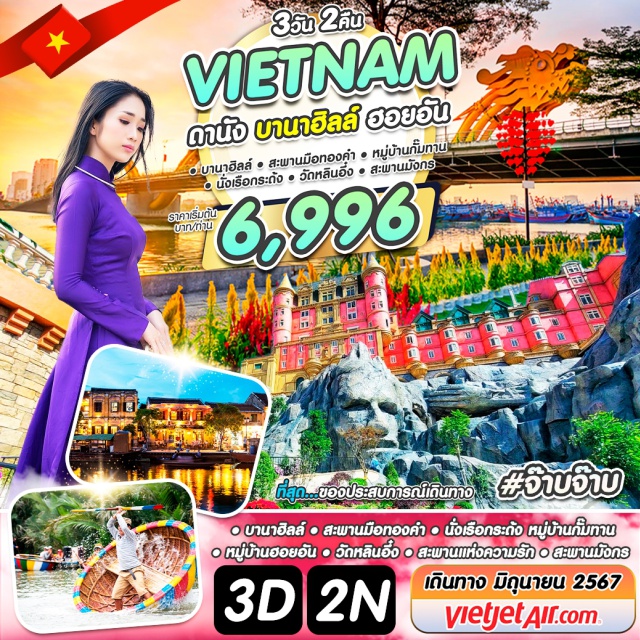 3วัน 2คืน
VIETNAM
ดานัง บานาฮิลล์ ฮอยอัน
• บานาฮิลล์ • สะพานมือทองคำ • หมู่บ้านกั๊มทาน
• นั่งเรือกระด้ง • วัดหลินอึ๋ง • สะพานมังกร
ราคาเริ่มต้น
บาท/ท่าน
6,996
ที่สุด...ของประสบการณ์เดินทาง
#จ๊าบจ๊าบ
• บานาฮิลล์ • สะพานมือทองคำ • นั่งเรือกระด้ง หมู่บ้านกั๊มทาน
• หมู่บ้านฮอยอัน • วัดหลินอึ๋ง • สะพานแห่งความรัก • สะพานมังกร
3D 2N
เดินทาง มิถุนายน 2567
vietjetAir.com